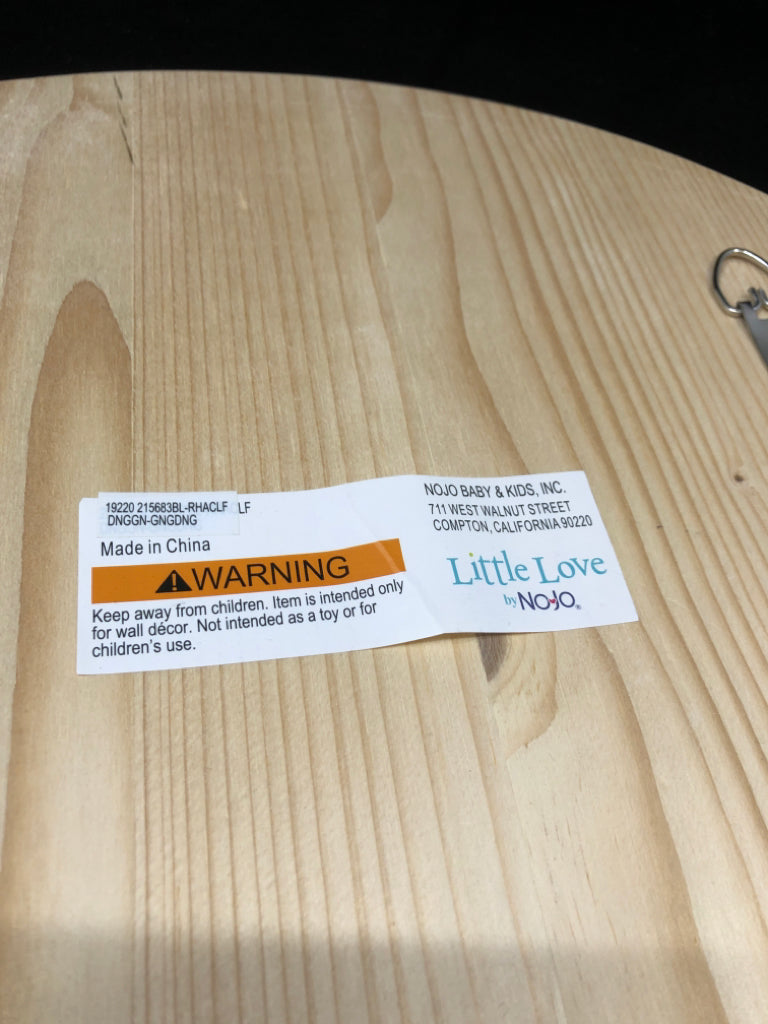 19220 215683BL-RHACLF LF
DNGGN-GNGDNG
Made in China
WARNING
Keep away from children. Item is intended only
for wall décor. Not intended as a toy or for
children's use.
NOJO BABY & KIDS, INC.
711 WEST WALNUT STREET
COMPTON, CALIFORNIA 90220
Little Love
by NOJO®